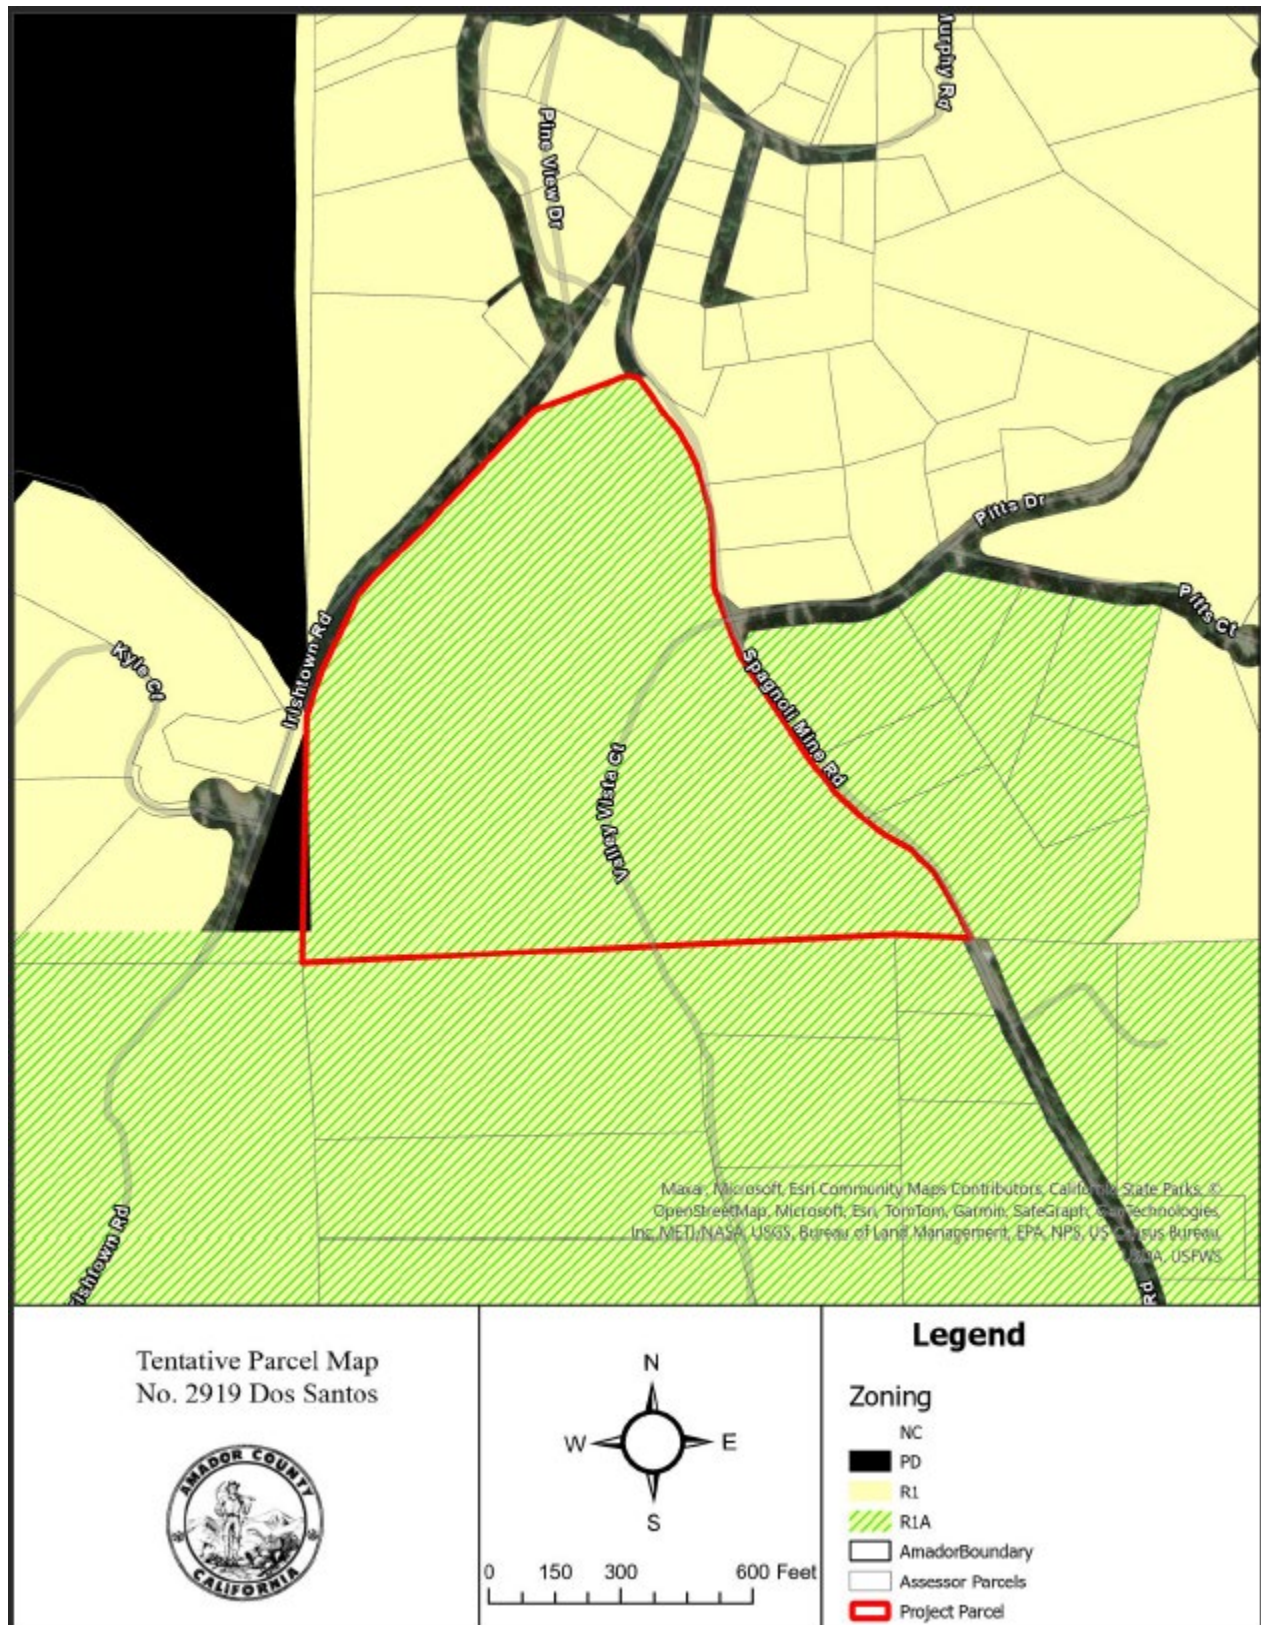 Murphy Rd
Pine View Dr
Pitts Dr
Pitts Ct
Kyle Ct
Irishtown Rd
Spagnoli Mine Rd
Valley Vista Ct
Maxar, Microsoft, Esri Community Maps Contributors, California State Parks, ©
OpenStreetMap, Microsoft, Esri, TomTom, Garmin, SafeGraph, GeoTechnologies,
Inc, METI/NASA, USGS, Bureau of Land Management, EPA, NPS, US Census Bureau,
USDA, USFWS
Irishtown Rd
Rd
Tentative Parcel Map
No. 2919 Dos Santos
AMADOR COUNTY
CALIFORNIA
N
W E
S
0 150 300 600 Feet
Legend
Zoning
NC
PD
R1
R1A
AmadorBoundary
Assessor Parcels
Project Parcel